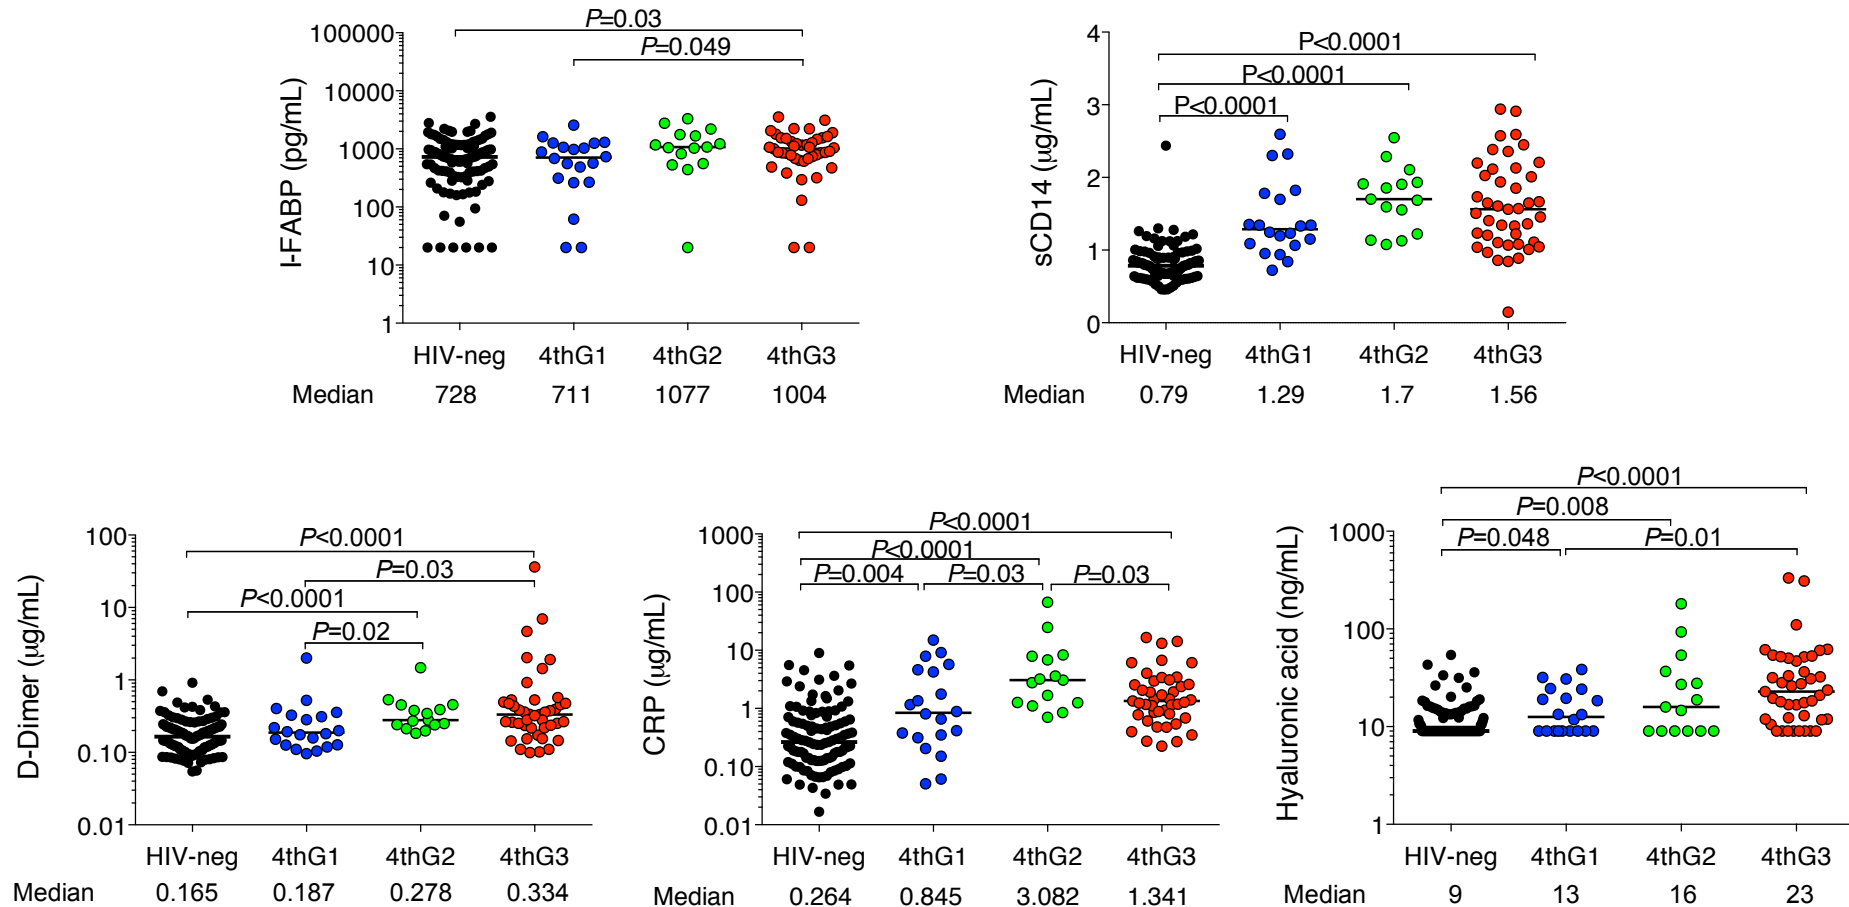 P=0.03
P=0.049
100000
10000
1000
100
10
1
I-FABP (pg/mL)
HIV-neg 4thG1 4thG2 4thG3
Median 728 711 1077 1004
P<0.0001
P<0.0001
P<0.0001
4
3
2
1
0
sCD14 (µg/mL)
HIV-neg 4thG1 4thG2 4thG3
Median 0.79 1.29 1.7 1.56
P<0.0001
P=0.03
P<0.0001
P=0.02
100
10
1
0.10
0.01
D-Dimer (µg/mL)
HIV-neg 4thG1 4thG2 4thG3
Median 0.165 0.187 0.278 0.334
P<0.0001
P<0.0001
P=0.004 P=0.03 P=0.03
1000
100
10
1
0.10
0.01
CRP (µg/mL)
HIV-neg 4thG1 4thG2 4thG3
Median 0.264 0.845 3.082 1.341
P<0.0001
P=0.008
P=0.048 P=0.01
1000
100
10
1
Hyaluronic acid (ng/mL)
HIV-neg 4thG1 4thG2 4thG3
Median 9 13 16 23